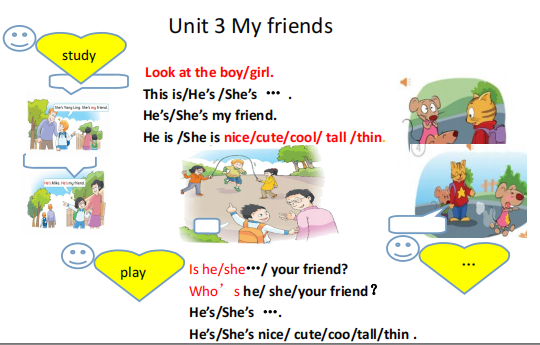 Unit 3 My friends
study
Look at the boy/girl.
This is/He's /She's ··· .
He's/She's my friend.
He is /She is nice/cute/cool/ tall /thin.
She's Yang Ling. She's my friend.
He's Mike. He's my friend.
play
Is he/she···/ your friend?
Who's he/ she/your friend？
He's/She's ···.
He's/She's nice/ cute/coo/tall/thin .
...